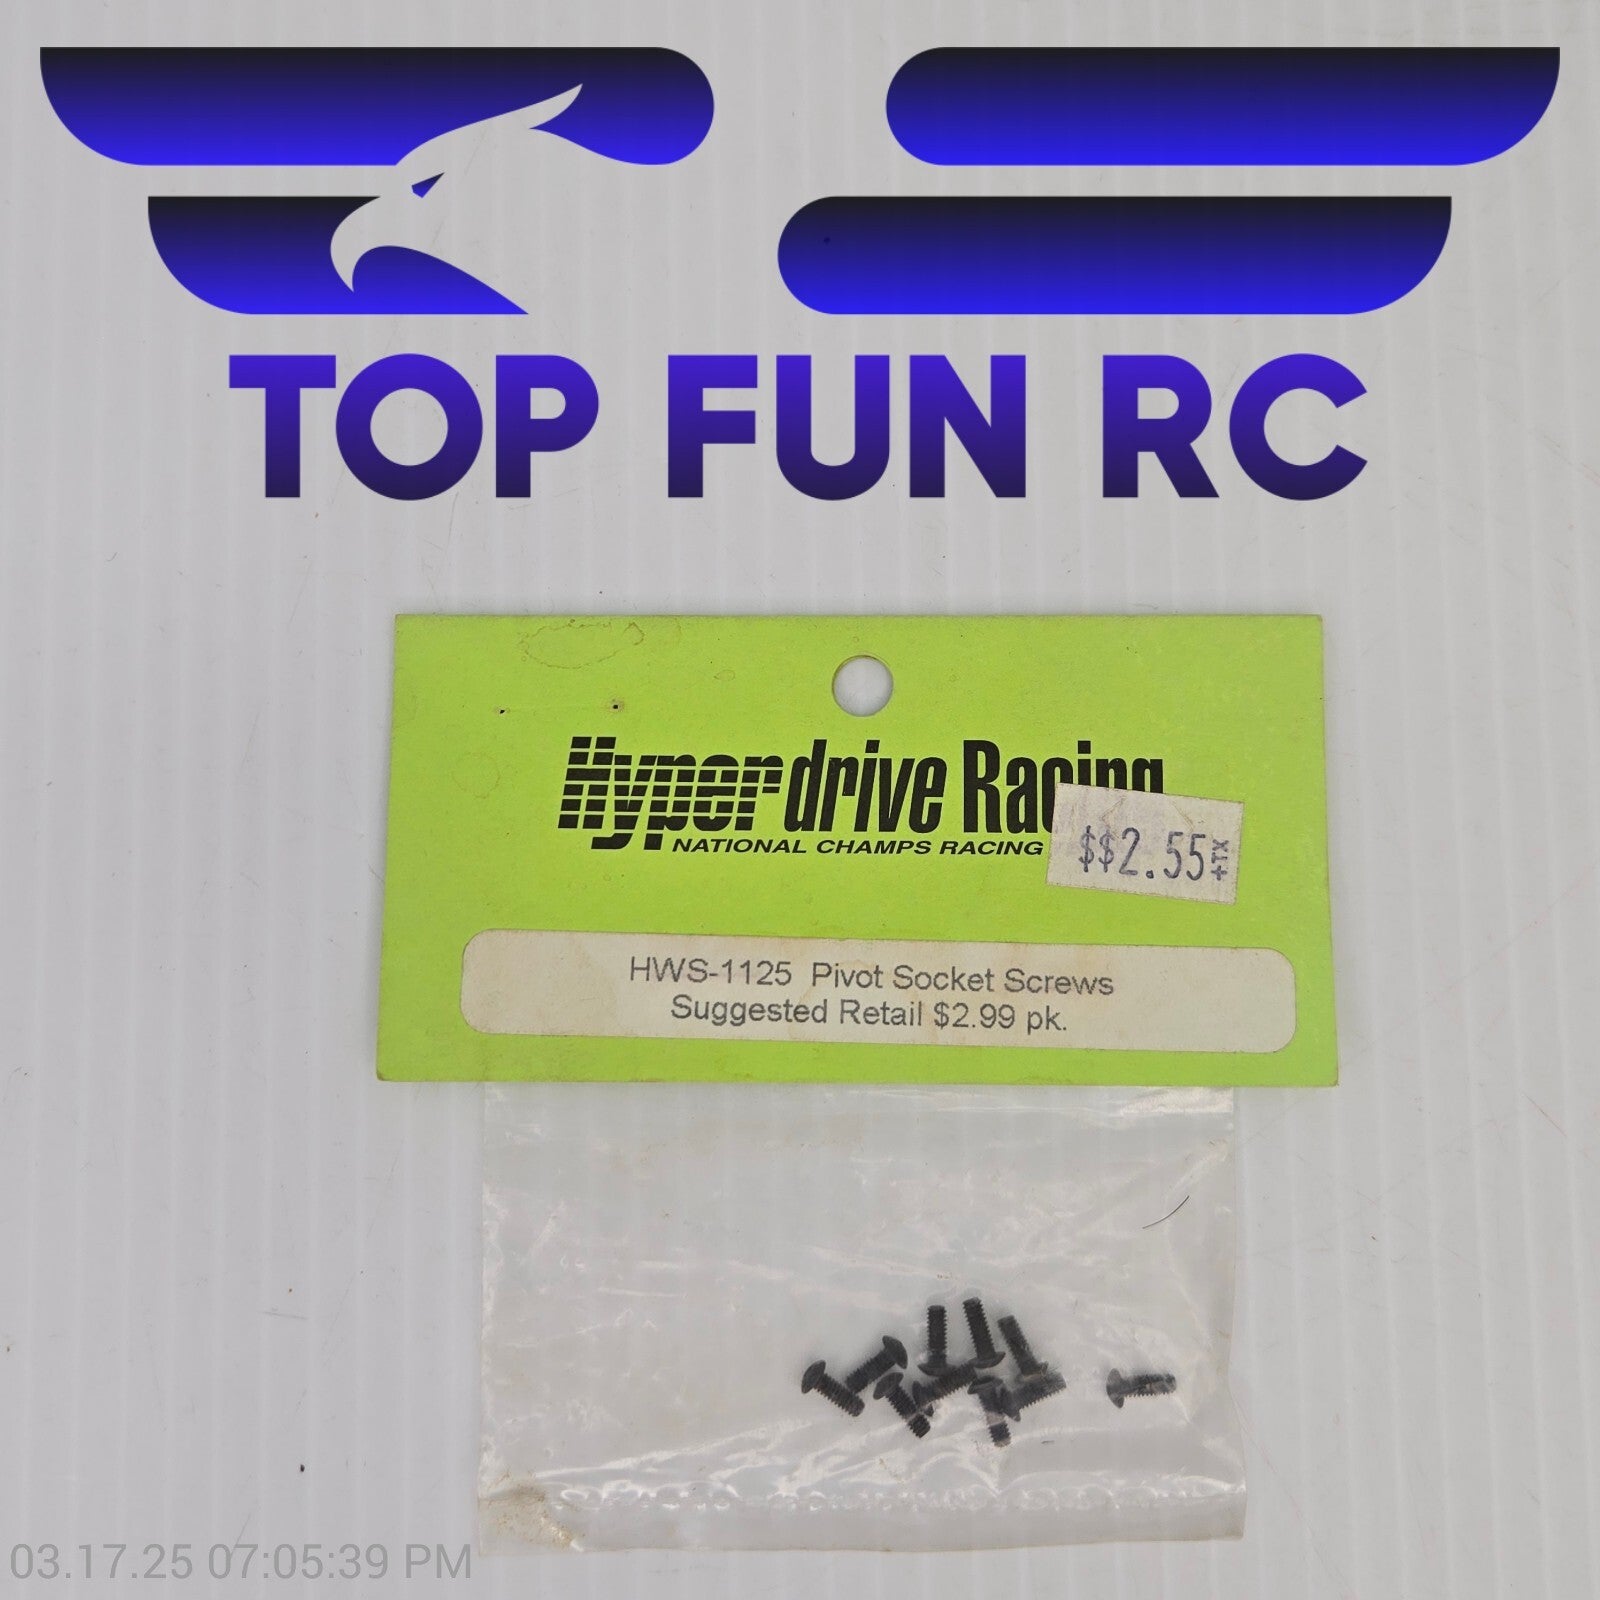 TOP FUN RC
Hyperdrive Racing
NATIONAL CHAMPS RACING
$$2.55
+TX
HWS-1125 Pivot Socket Screws
Suggested Retail $2.99 pk.
03.17.25 07:05:39 PM